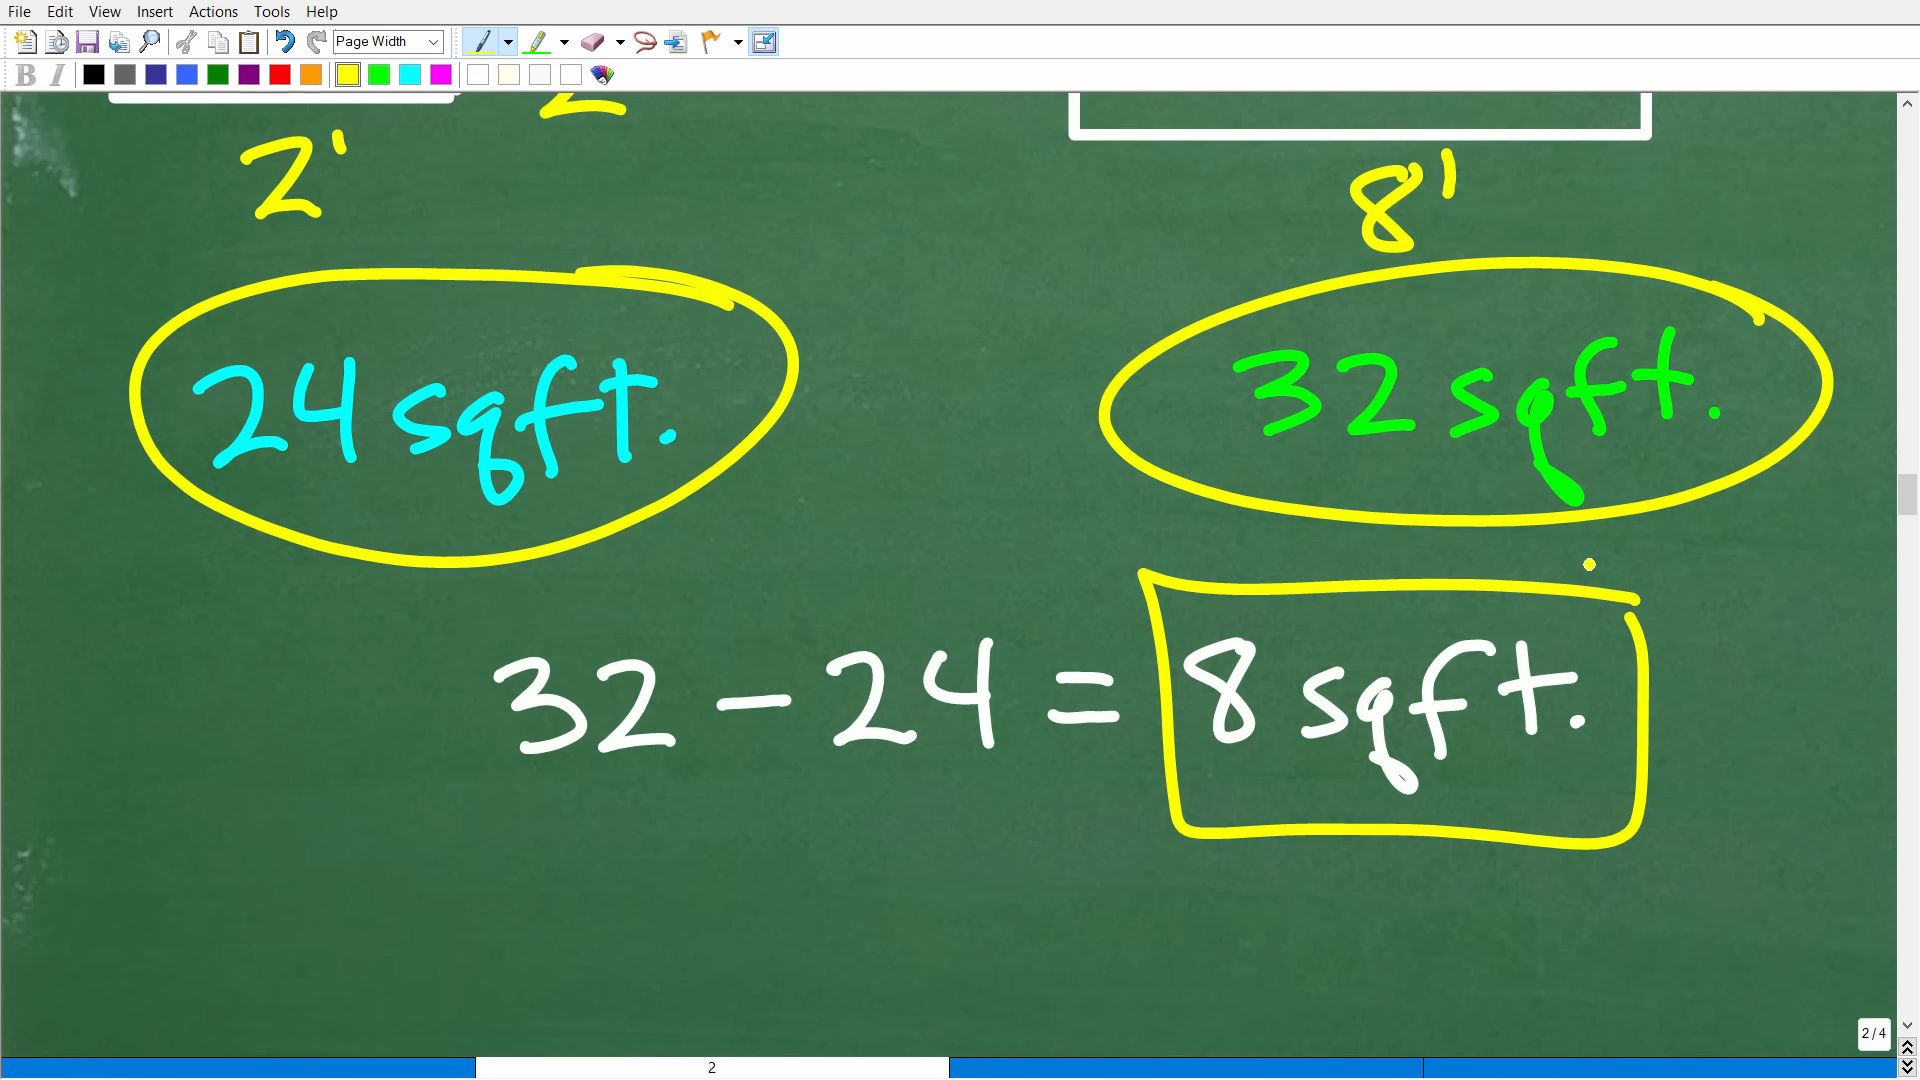 File Edit View Insert Actions Tools Help
Page Width
B I
2
2'
8'
24 sqft.
32 sqft.
32 - 24 = 8 sqft.
2 / 4
2